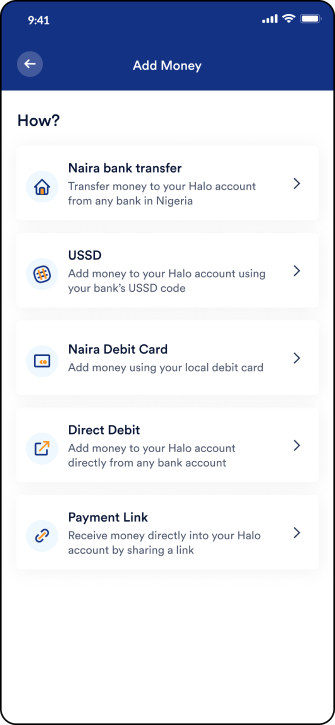 9:41
Add Money
How?
Naira bank transfer
Transfer money to your Halo account
from any bank in Nigeria
USSD
Add money to your Halo account using
your bank's USSD code
Naira Debit Card
Add money using your local debit card
Direct Debit
Add money to your Halo account
directly from any bank account
Payment Link
Receive money directly into your Halo
account by sharing a link